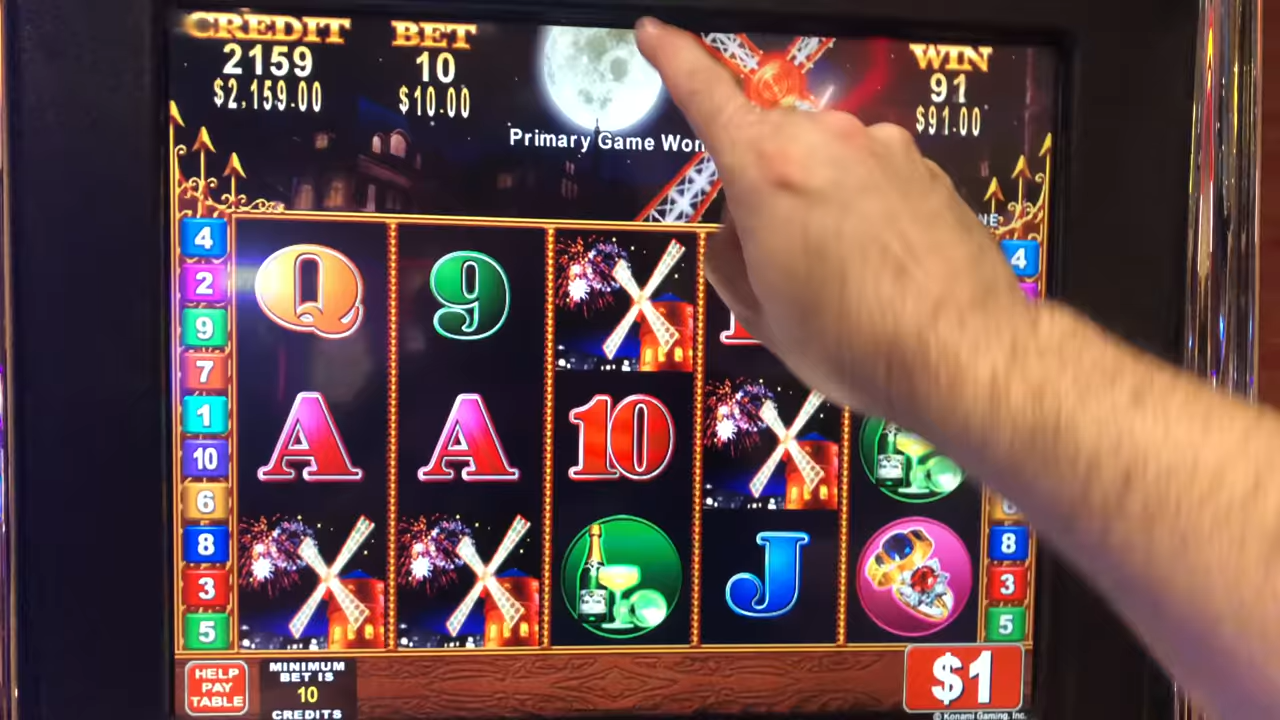 CREDIT
2159
$2,159.00
BET
10
$10.00
WIN
91
$91.00
Primary Game Won
4
2
9
7
1
10
6
8
3
5
Q
9
A
A
10
J
4
8
3
5
HELP
PAY
TABLE
MINIMUM
BET IS
10
CREDITS
$1
© Konami Gaming, Inc.